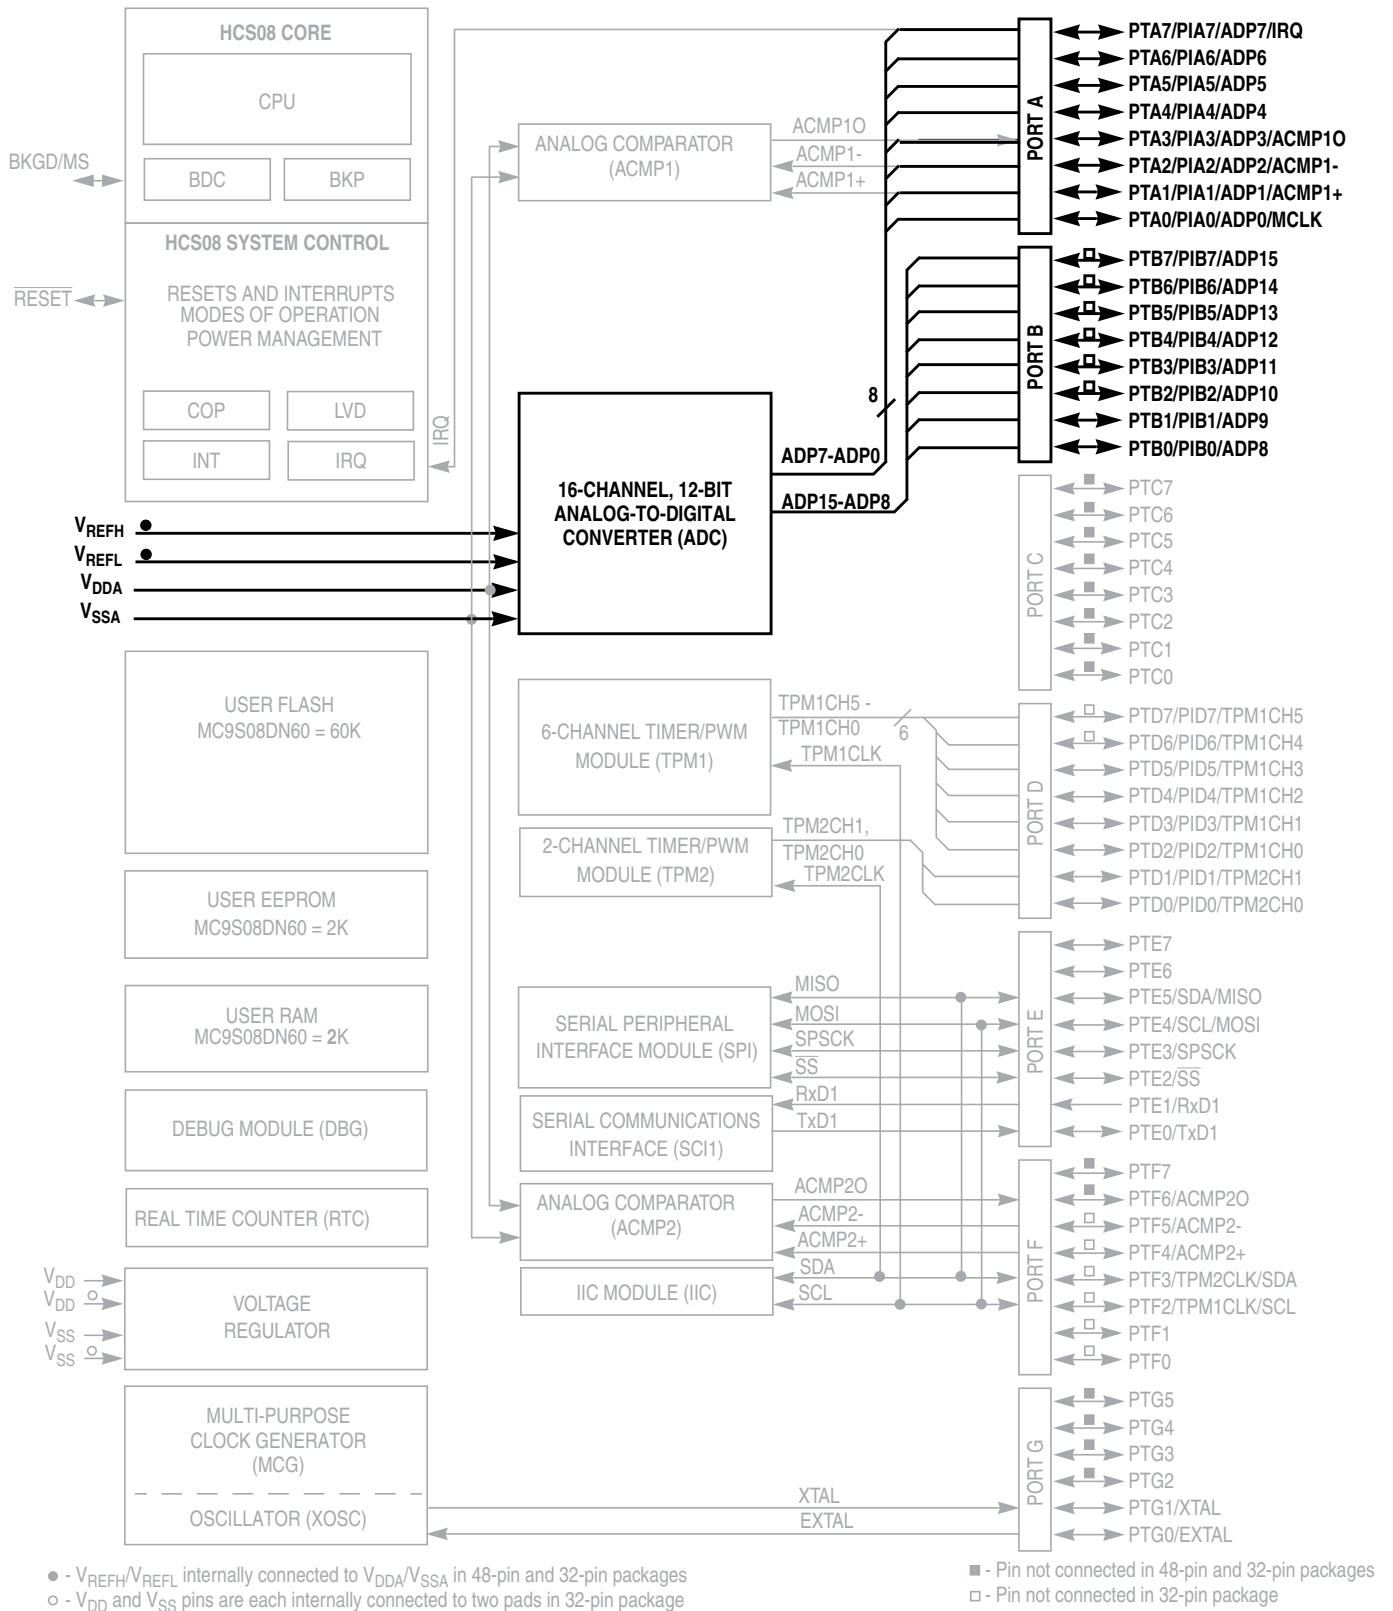 HCS08 CORE
CPU
BDC
BKP
BKGD/MS
HCS08 SYSTEM CONTROL
RESETS AND INTERRUPTS
MODES OF OPERATION
POWER MANAGEMENT
RESET
COP
LVD
INT
IRQ
IRQ
VREFH
VREFL
VDDA
VSSA
USER FLASH
MC9S08DN60 = 60K
USER EEPROM
MC9S08DN60 = 2K
USER RAM
MC9S08DN60 = 2K
DEBUG MODULE (DBG)
REAL TIME COUNTER (RTC)
VDD
VDD
VSS
VSS
VOLTAGE
REGULATOR
MULTI-PURPOSE
CLOCK GENERATOR
(MCG)
OSCILLATOR (XOSC)
ANALOG COMPARATOR
(ACMP1)
ACMP1O
ACMP1-
ACMP1+
16-CHANNEL, 12-BIT
ANALOG-TO-DIGITAL
CONVERTER (ADC)
8
ADP7-ADP0
ADP15-ADP8
6-CHANNEL TIMER/PWM
MODULE (TPM1)
TPM1CH5 -
TPM1CH0
6
TPM1CLK
2-CHANNEL TIMER/PWM
MODULE (TPM2)
TPM2CH1,
TPM2CH0
TPM2CLK
SERIAL PERIPHERAL
INTERFACE MODULE (SPI)
MISO
MOSI
SPSCK
SS
SERIAL COMMUNICATIONS
INTERFACE (SCI1)
RxD1
TxD1
ANALOG COMPARATOR
(ACMP2)
ACMP2O
ACMP2-
ACMP2+
IIC MODULE (IIC)
SDA
SCL
XTAL
EXTAL
PORT A
PTA7/PIA7/ADP7/IRQ
PTA6/PIA6/ADP6
PTA5/PIA5/ADP5
PTA4/PIA4/ADP4
PTA3/PIA3/ADP3/ACMP1O
PTA2/PIA2/ADP2/ACMP1-
PTA1/PIA1/ADP1/ACMP1+
PTA0/PIA0/ADP0/MCLK
PORT B
PTB7/PIB7/ADP15
PTB6/PIB6/ADP14
PTB5/PIB5/ADP13
PTB4/PIB4/ADP12
PTB3/PIB3/ADP11
PTB2/PIB2/ADP10
PTB1/PIB1/ADP9
PTB0/PIB0/ADP8
PORT C
PTC7
PTC6
PTC5
PTC4
PTC3
PTC2
PTC1
PTC0
PORT D
PTD7/PID7/TPM1CH5
PTD6/PID6/TPM1CH4
PTD5/PID5/TPM1CH3
PTD4/PID4/TPM1CH2
PTD3/PID3/TPM1CH1
PTD2/PID2/TPM1CH0
PTD1/PID1/TPM2CH1
PTD0/PID0/TPM2CH0
PORT E
PTE7
PTE6
PTE5/SDA/MISO
PTE4/SCL/MOSI
PTE3/SPSCK
PTE2/SS
PTE1/RxD1
PTE0/TxD1
PORT F
PTF7
PTF6/ACMP2O
PTF5/ACMP2-
PTF4/ACMP2+
PTF3/TPM2CLK/SDA
PTF2/TPM1CLK/SCL
PTF1
PTF0
PORT G
PTG5
PTG4
PTG3
PTG2
PTG1/XTAL
PTG0/EXTAL
● - VREFH/VREFL internally connected to VDDA/VSSA in 48-pin and 32-pin packages
○ - VDD and VSS pins are each internally connected to two pads in 32-pin package
■ - Pin not connected in 48-pin and 32-pin packages
□ - Pin not connected in 32-pin package